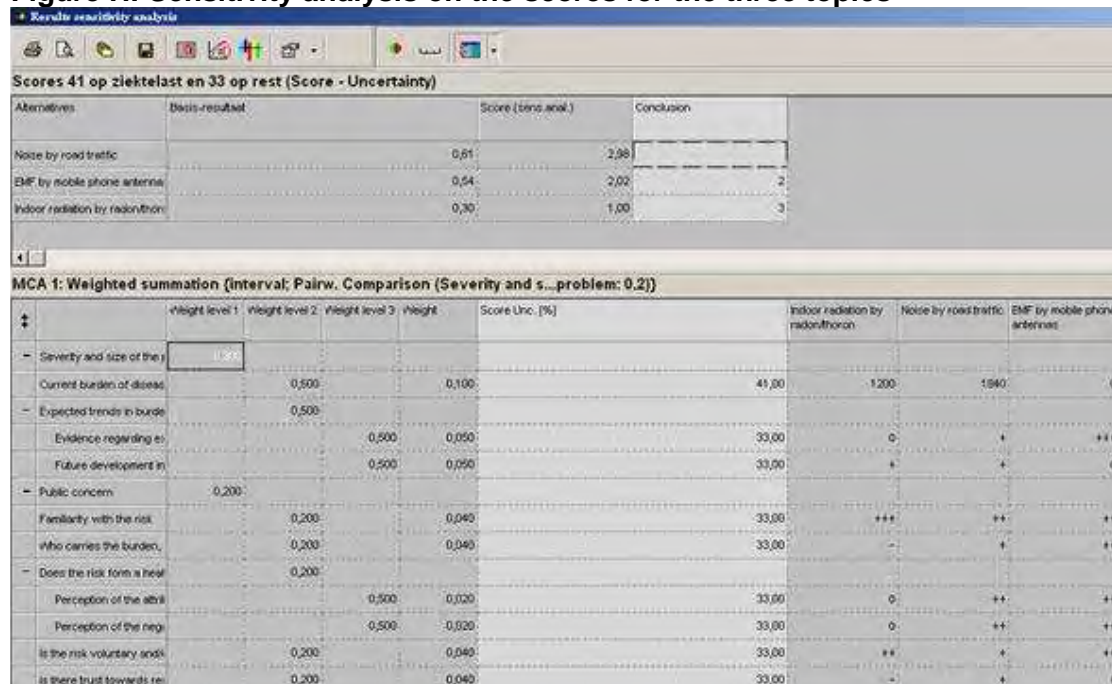 Figure H. Sensitivity analysis on the scores for the three topics
Results sensitivity analysis
Scores 41 op ziektelast en 33 op rest (Score - Uncertainty)
Alternatives Basis-resultaat Score (sens.anal.) Conclusion
Noise by road traffic 0,61 2,98
EMF by mobile phone antenna 0,54 2,02 2
Indoor radiation by radon/thor 0,30 1,00 3
MCA 1: Weighted summation {interval; Pairw. Comparison (Severity and s...problem: 0,2)}
Weight level 1 Weight level 2 Weight level 3 Weight Score Unc. [%] Indoor radiation by radon/thoron Noise by road traffic EMF by mobile phone antennas
− Severity and size of the
Current burden of diseas 0,500 0,100 41,00 1200 1840
− Expected trends in burde 0,500
Evidence regarding e 0,500 0,050 33,00 0 + ++
Future development in 0,500 0,050 33,00 + +
− Public concern 0,200
Familiarity with the risk 0,200 0,040 33,00 +++ ++
Who carries the burden, 0,200 0,040 33,00 - +
− Does the risk form a hea 0,200
Perception of the attri 0,500 0,020 33,00 0 ++
Perception of the neg 0,500 0,020 33,00 0 ++
Is the risk voluntary and 0,200 0,040 33,00 ++ +
Is there trust towards re 0,200 0,040 33,00 - +